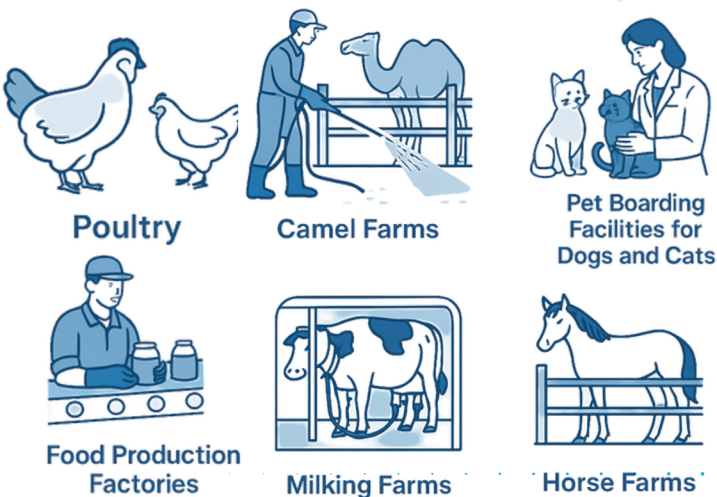 Poultry
Camel Farms
Pet Boarding
Facilities for
Dogs and Cats
Food Production
Factories
Milking Farms
Horse Farms